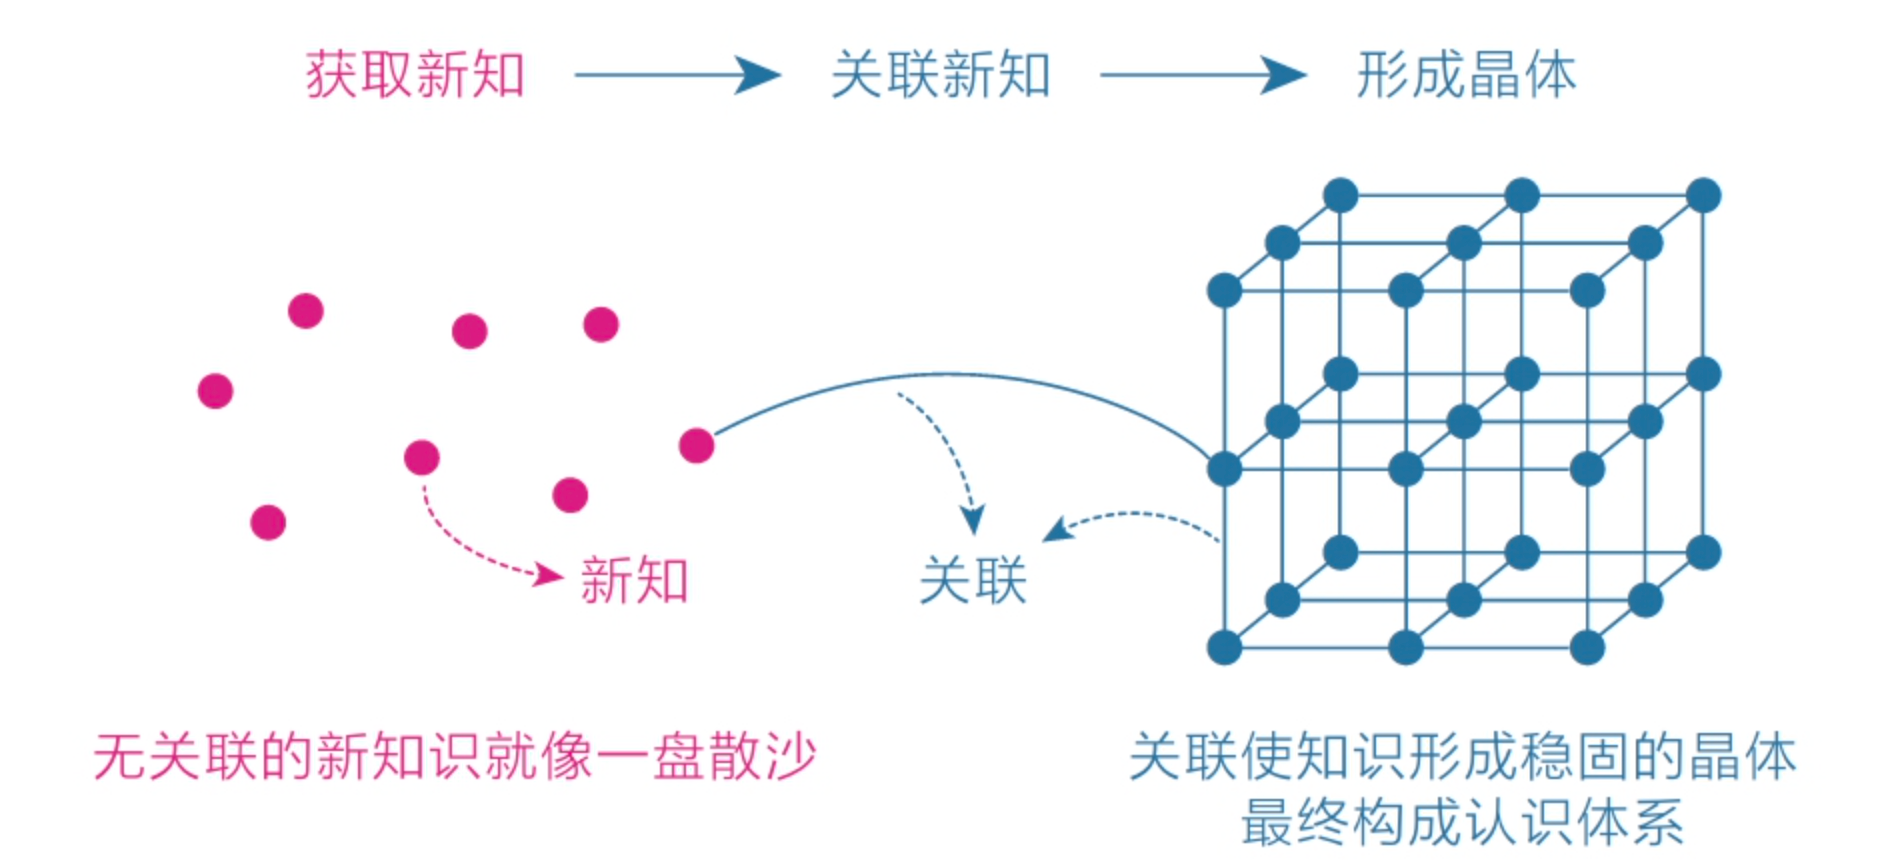 获取新知 关联新知 形成晶体
新知
关联
无关联的新知识就像一盘散沙
关联使知识形成稳固的晶体
最终构成认识体系